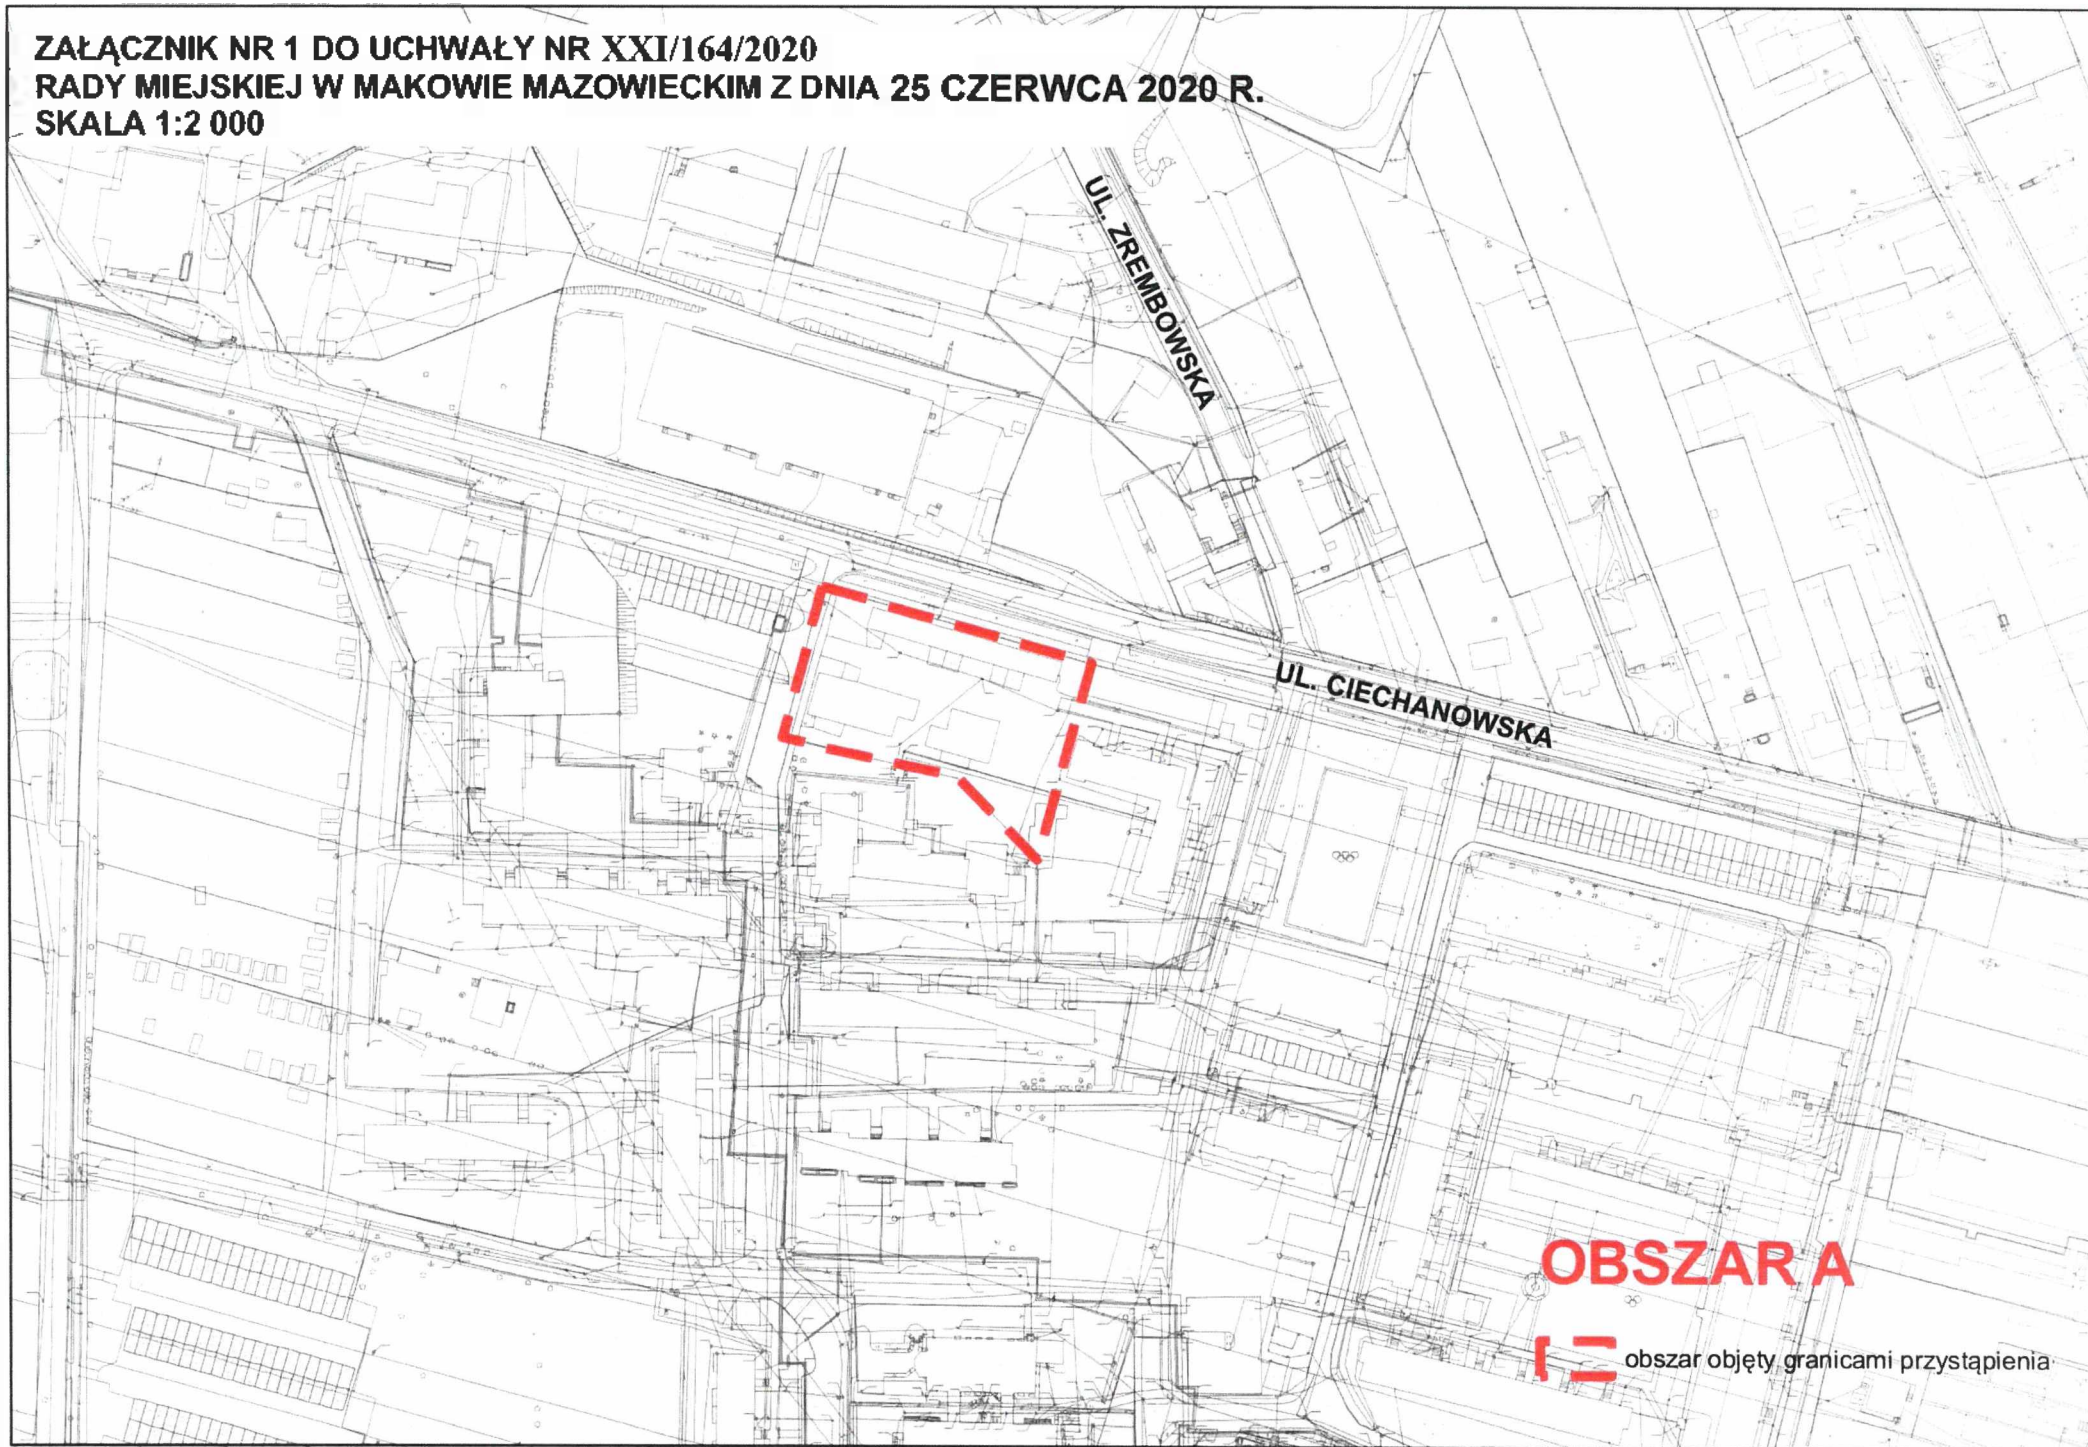 ZAŁĄCZNIK NR 1 DO UCHWAŁY NR XXI/164/2020
RADY MIEJSKIEJ W MAKOWIE MAZOWIECKIM Z DNIA 25 CZERWCA 2020 R.
SKALA 1:2 000
UL. ZREMBOWSKA
UL. CIECHANOWSKA
OBSZAR A
obszar objęty granicami przystąpienia